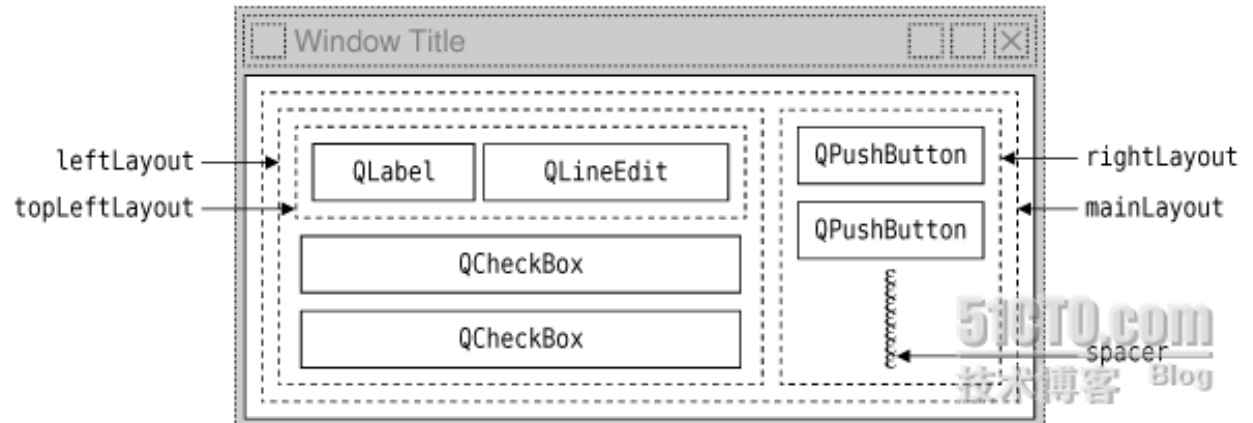 Window Title
leftLayout
topLeftLayout
QLabel
QLineEdit
QCheckBox
QCheckBox
QPushButton
QPushButton
rightLayout
mainLayout
spacer
51CTO.com
技术博客 Blog